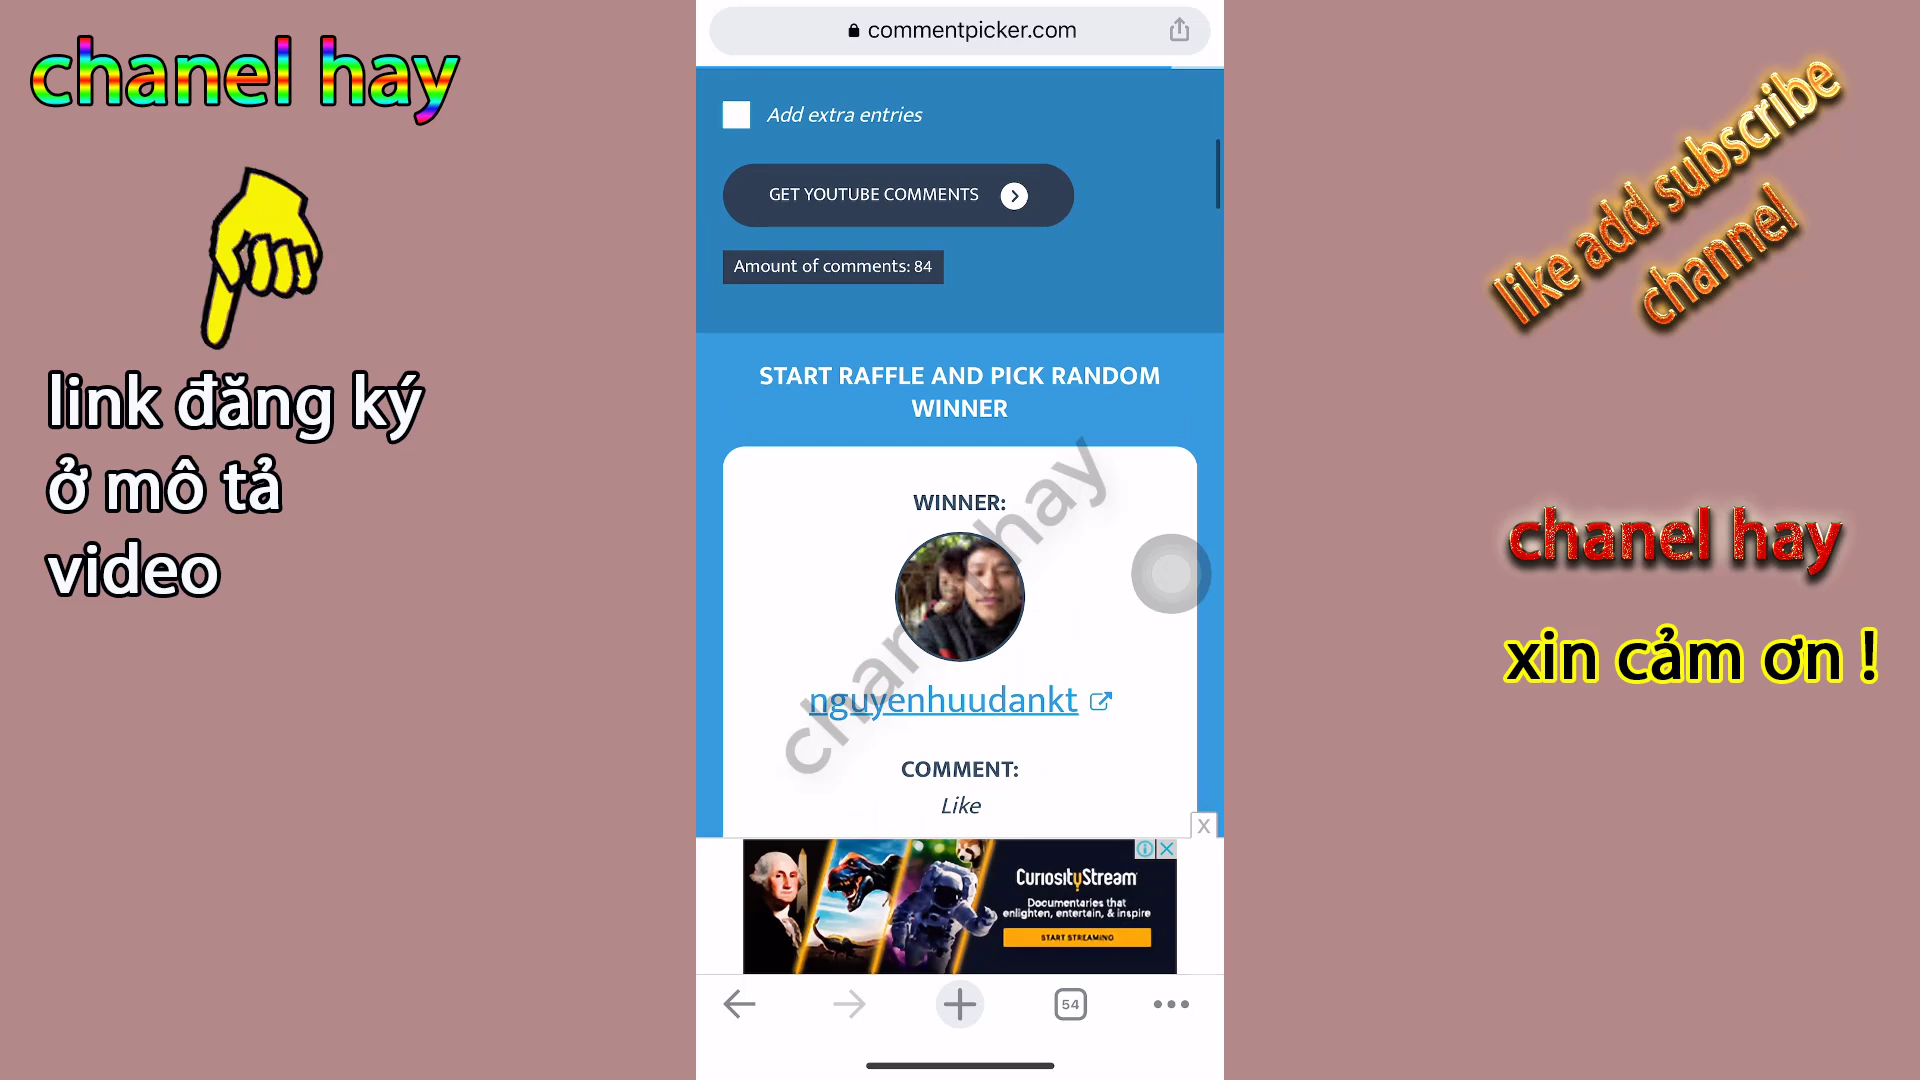 chanel hay
link đăng ký
ở mô tả
video
commentpicker.com
Add extra entries
GET YOUTUBE COMMENTS
Amount of comments: 84
START RAFFLE AND PICK RANDOM
WINNER
WINNER:
nguyenhuudankt
COMMENT:
Like
chanel hay
X
CURIOSITYSTREAM
Documentaries that
enlighten, entertain, & inspire
START STREAMING
54
like add subscribe
channel
chanel hay
xin cảm ơn !